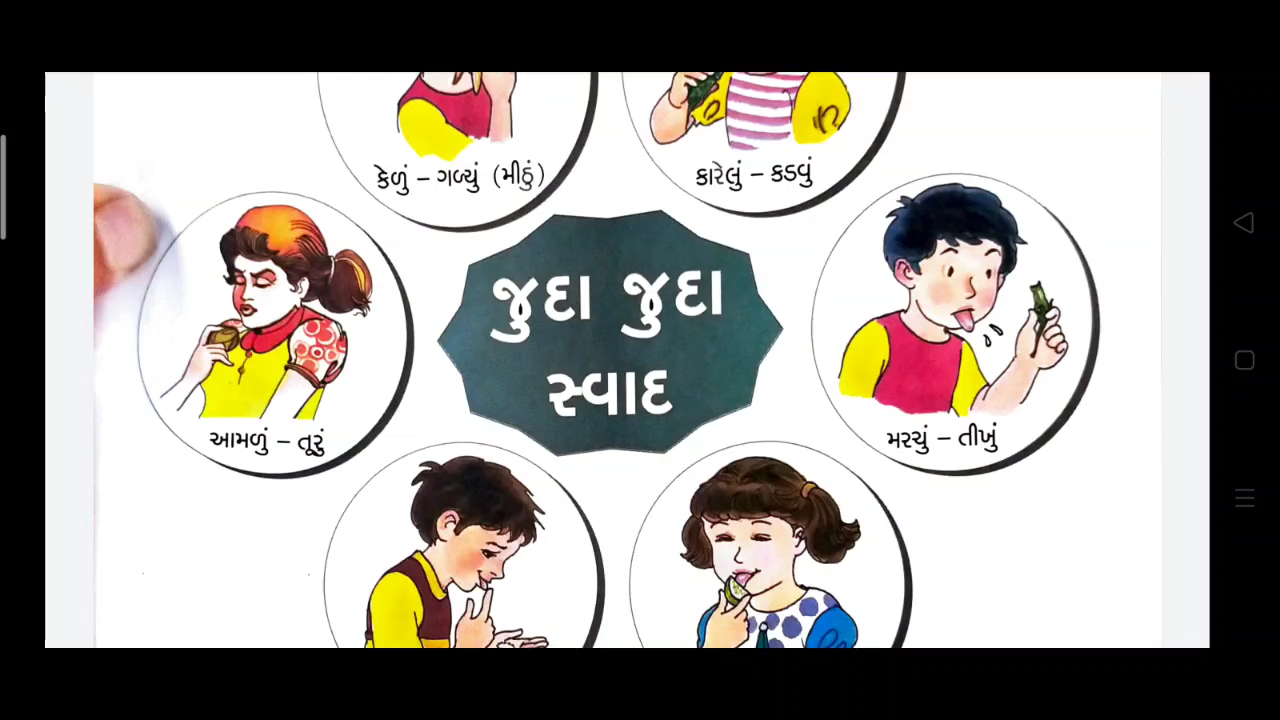 કેળું – ગળ્યું (મીઠું)
કારેલું – કડવું
જુદા જુદા
સ્વાદ
આમળું – તૂરું
મરચું – તીખું